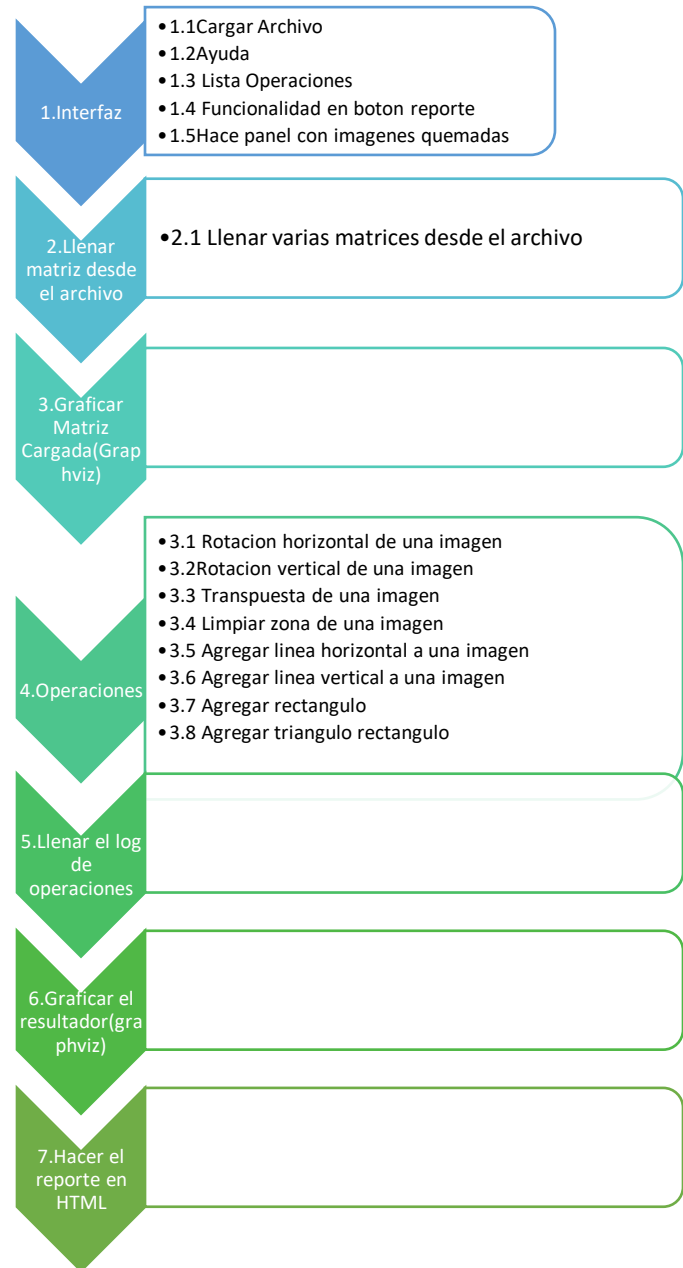 1.Interfaz
•1.1Cargar Archivo
•1.2Ayuda
•1.3 Lista Operaciones
•1.4 Funcionalidad en boton reporte
•1.5Hace panel con imagenes quemadas
2.Llenar
matriz desde
el archivo
•2.1 Llenar varias matrices desde el archivo
3.Graficar
Matriz
Cargada(Grap
hviz)
4.Operaciones
•3.1 Rotacion horizontal de una imagen
•3.2Rotacion vertical de una imagen
•3.3 Transpuesta de una imagen
•3.4 Limpiar zona de una imagen
•3.5 Agregar linea horizontal a una imagen
•3.6 Agregar linea vertical a una imagen
•3.7 Agregar rectangulo
•3.8 Agregar triangulo rectangulo
5.Llenar el log
de
operaciones
6.Graficar el
resultador(gra
phviz)
7.Hacer el
reporte en
HTML